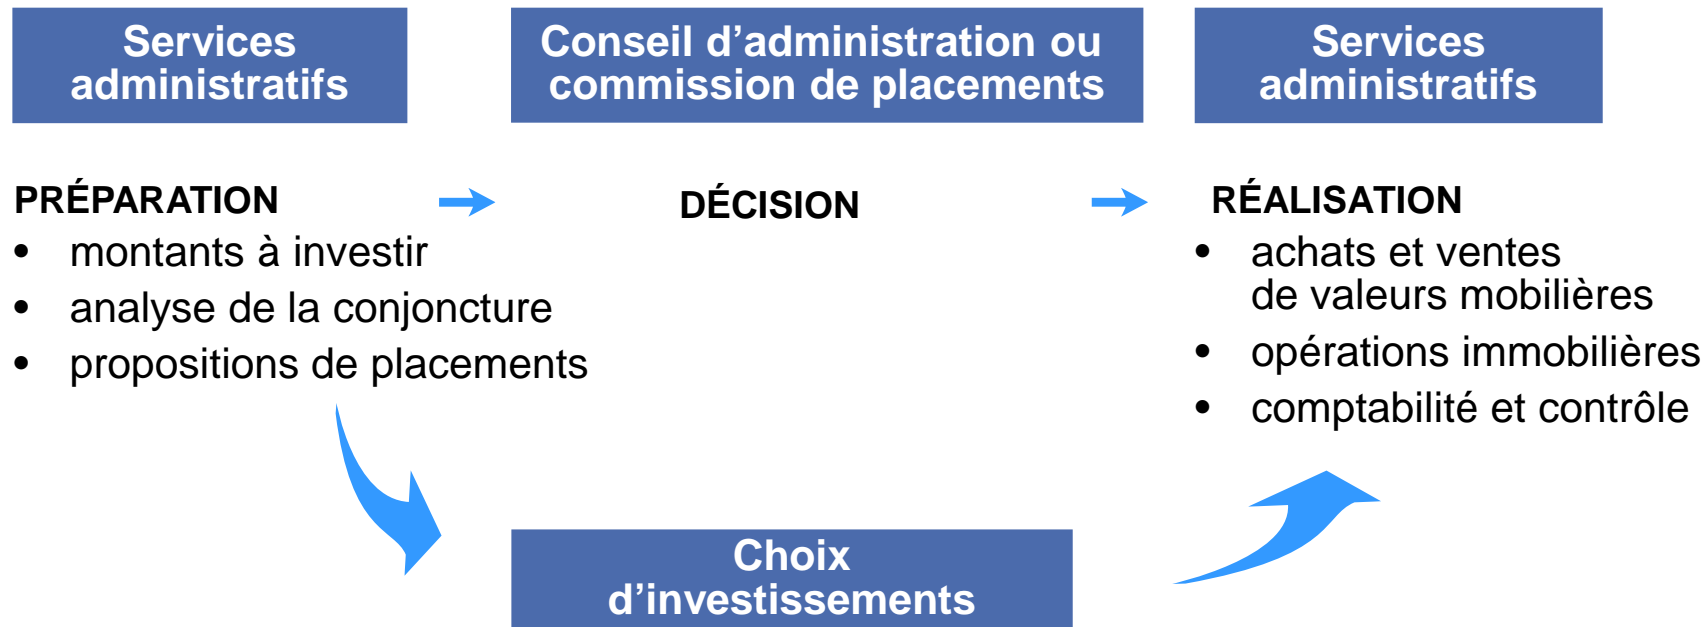 Services
administratifs
Conseil d’administration ou
commission de placements
Services
administratifs
PRÉPARATION
• montants à investir
• analyse de la conjoncture
• propositions de placements
DÉCISION
RÉALISATION
• achats et ventes
de valeurs mobilières
• opérations immobilières
• comptabilité et contrôle
Choix
d’investissements